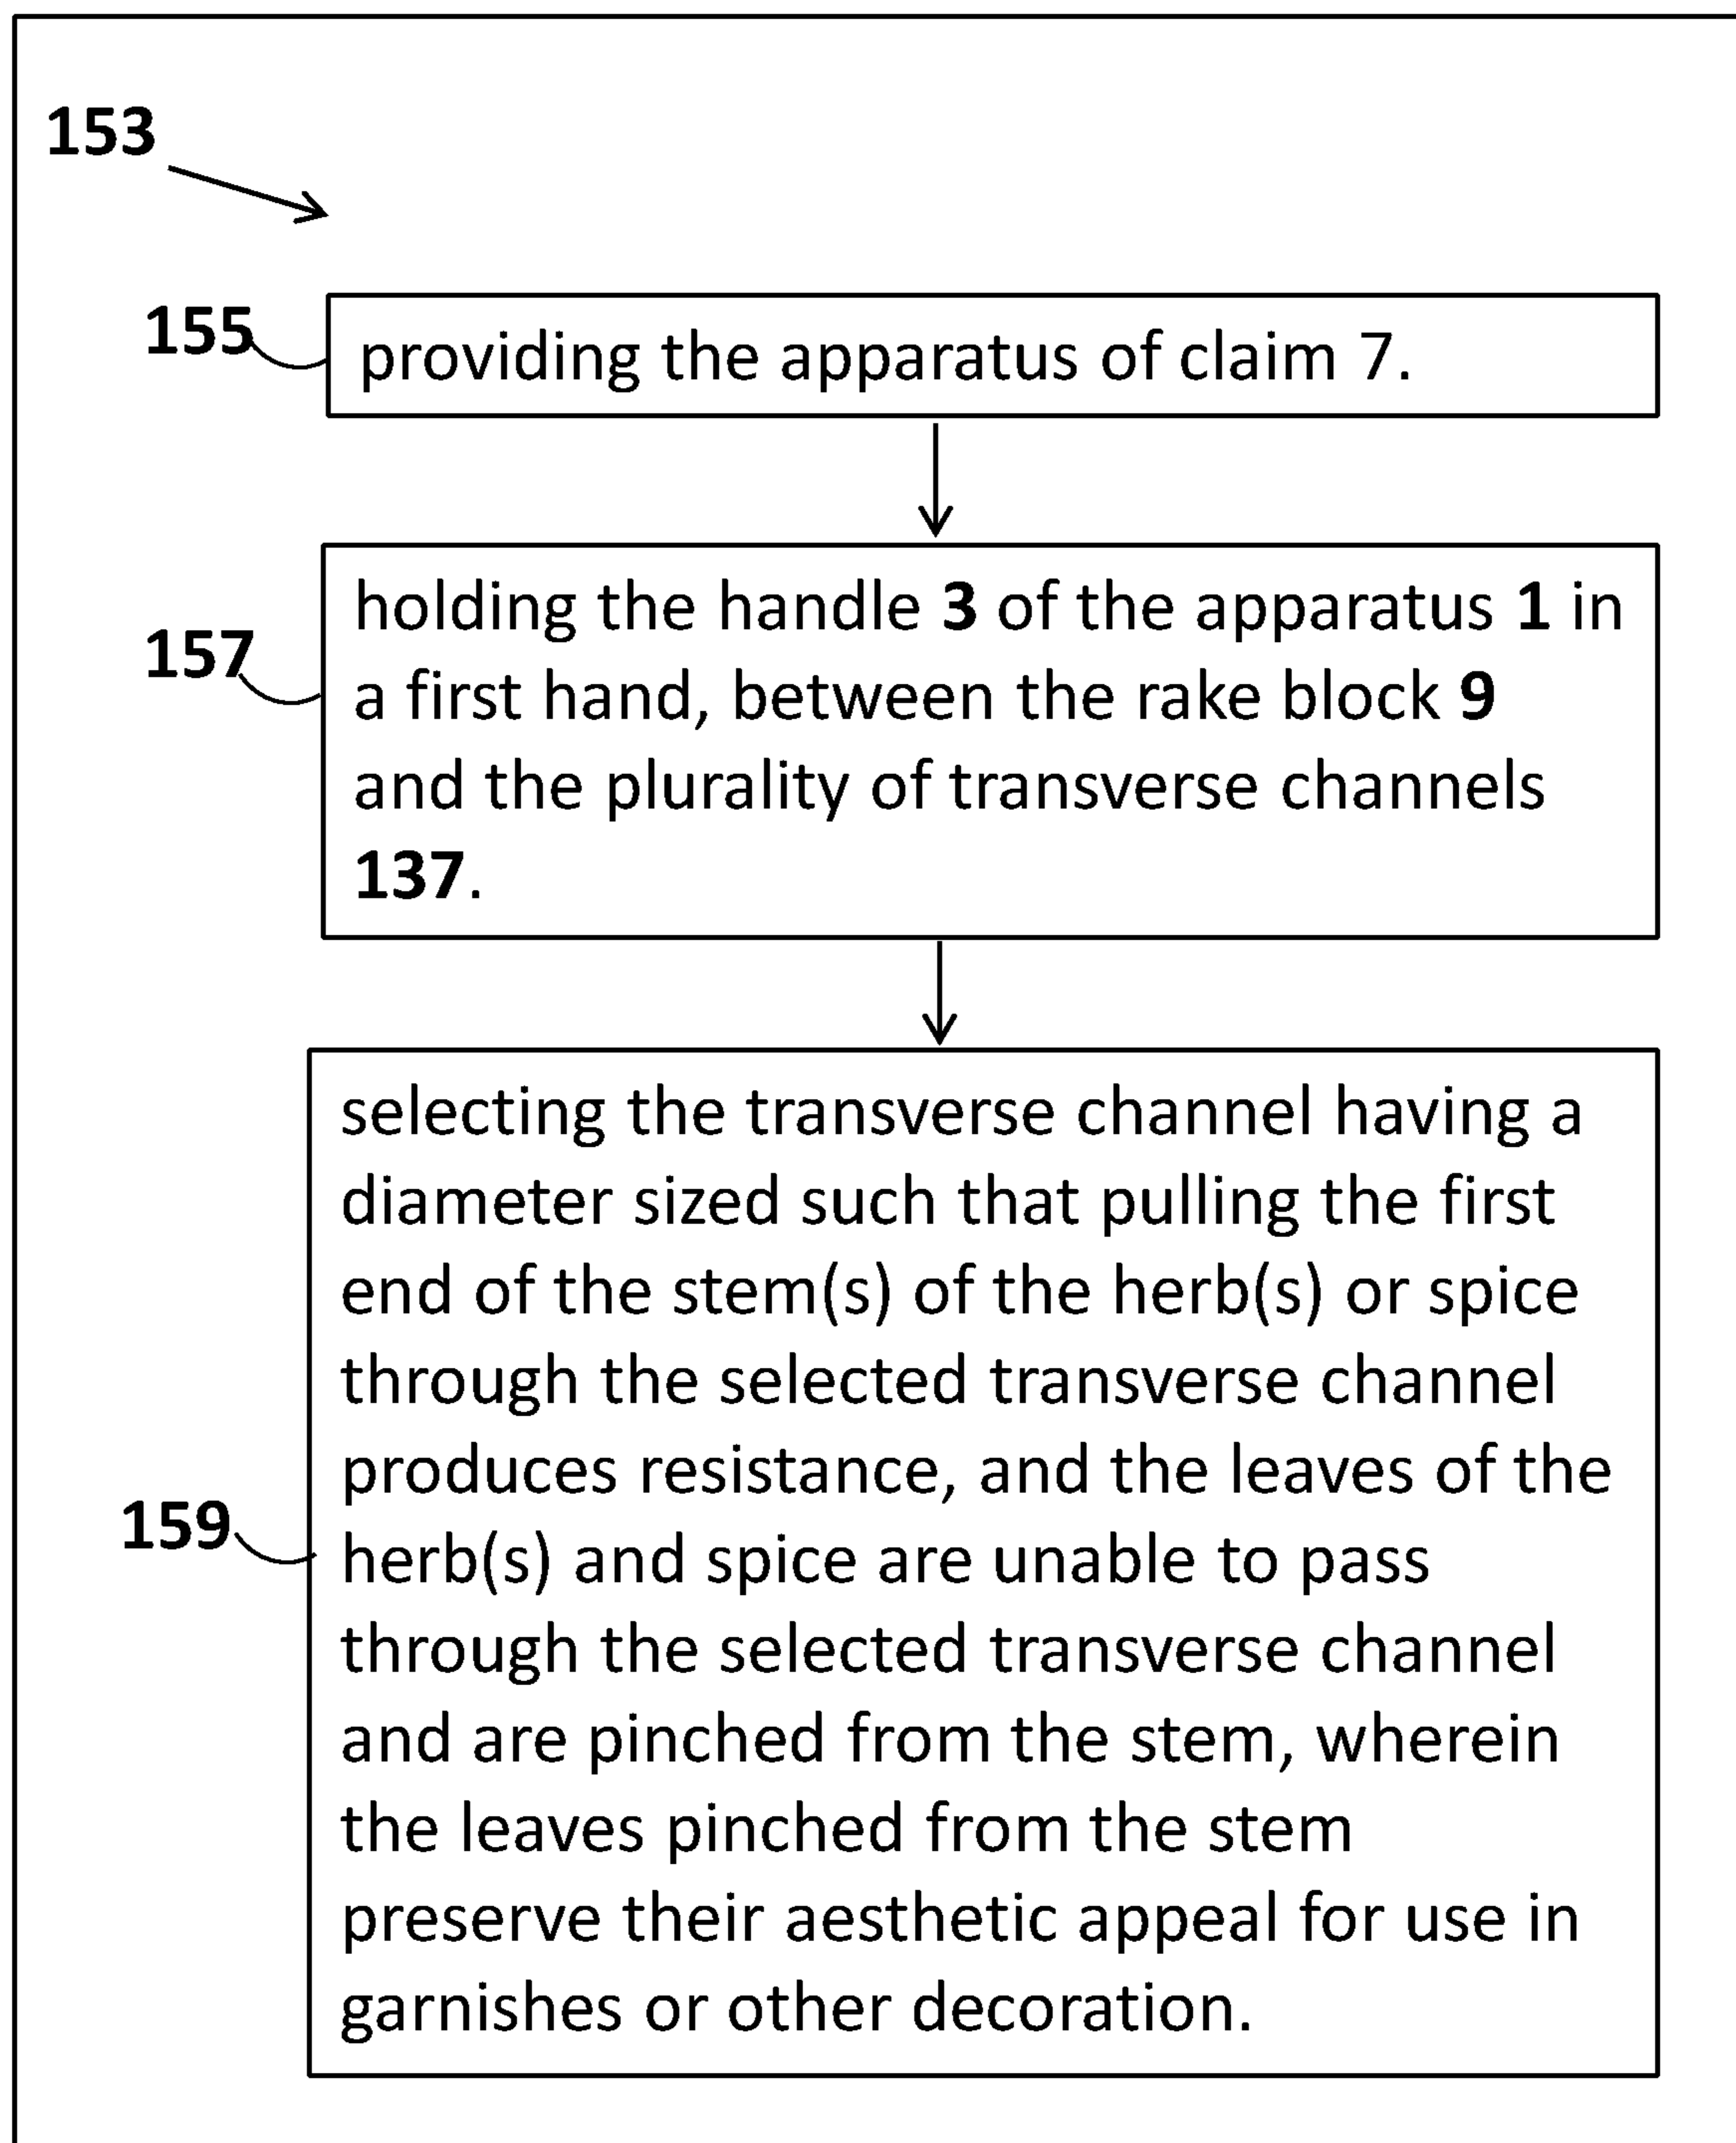 153
155
providing the apparatus of claim 7.
157
holding the handle 3 of the apparatus 1 in
a first hand, between the rake block 9
and the plurality of transverse channels
137.
159
selecting the transverse channel having a
diameter sized such that pulling the first
end of the stem(s) of the herb(s) or spice
through the selected transverse channel
produces resistance, and the leaves of the
herb(s) and spice are unable to pass
through the selected transverse channel
and are pinched from the stem, wherein
the leaves pinched from the stem
preserve their aesthetic appeal for use in
garnishes or other decoration.